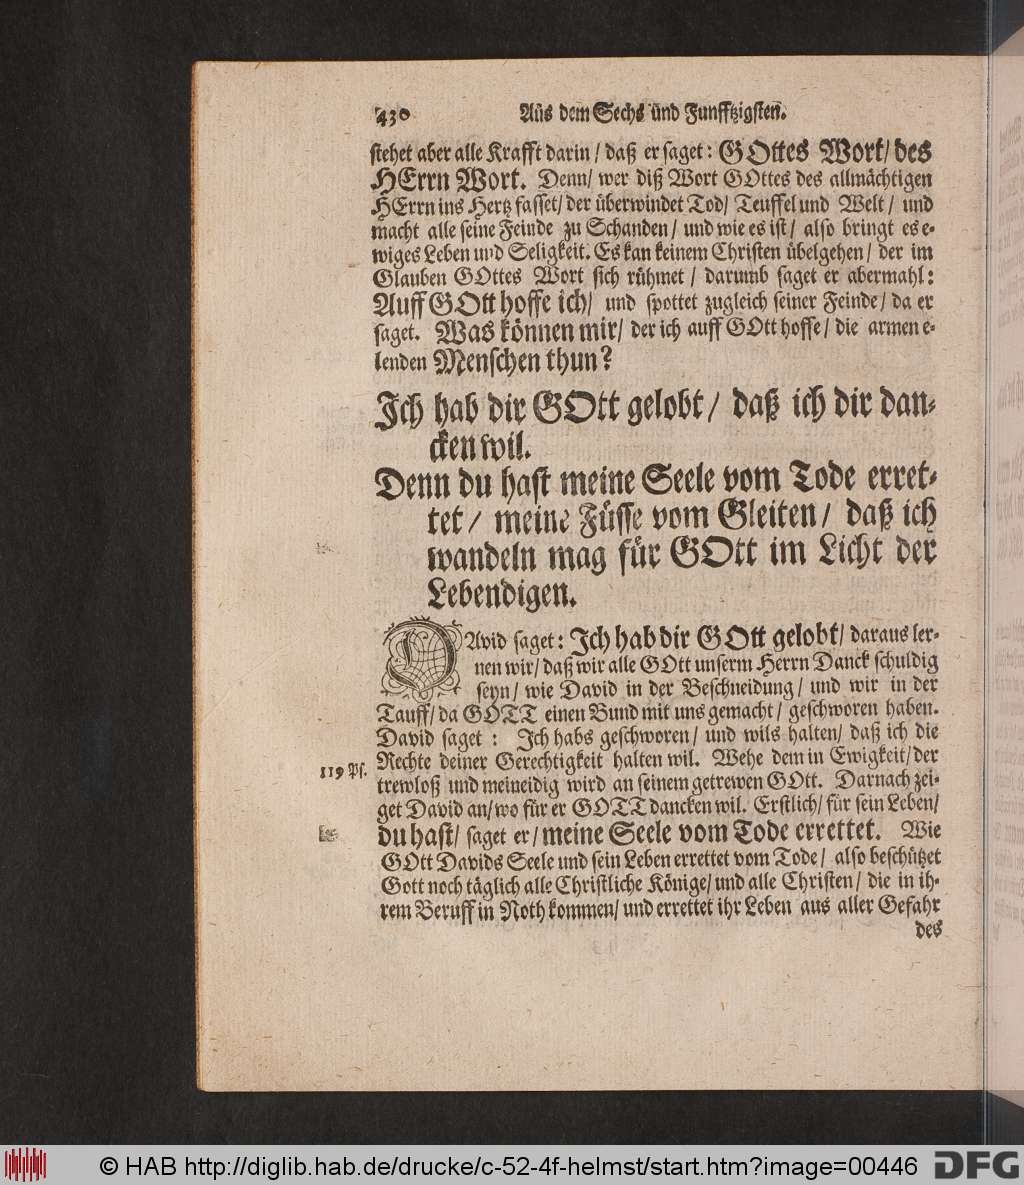 430 Aus dem Sechs und Funfftzigsten.
stehet aber alle Krafft darin / daß er saget: GOttes Wort / des
HErrn Wort. Denn / wer diß Wort GOttes des allmächtigen
HErrn ins Hertz fasset / der überwindet Tod / Teuffel und Welt / und
macht alle seine Feinde zu Schanden / und wie es ist / also bringt es e-
wiges Leben und Seligkeit. Es kan keinem Christen übelgehen / der im
Glauben GOttes Wort sich rühmet / darumb saget er abermahl:
Auff GOtt hoffe ich / und spottet zugleich seiner Feinde / da er
saget. Was können mir / der ich auff GOtt hoffe / die armen e-
lenden Menschen thun?
Ich hab dir GOtt gelobt / daß ich dir dan-
cken wil.
Denn du hast meine Seele vom Tode erret-
tet / meine Füsse vom Gleiten / daß ich
wandeln mag für GOtt im Licht der
Lebendigen.
DAvid saget: Ich hab dir GOtt gelobt / daraus ler-
nen wir / daß wir alle GOtt unserm Herrn Danck schuldig
seyn / wie David in der Beschneidung / und wir in der
Tauff / da GOTT einen Bund mit uns gemacht / geschworen haben.
David saget : Ich habs geschworen / und wils halten / daß ich die
119 Ps. Rechte deiner Gerechtigkeit halten wil. Wehe dem in Ewigkeit / der
trewloß und meineidig wird an seinem getrewen GOtt. Darnach zei-
get David an / wo für er GOTT dancken wil. Erstlich / für sein Leben /
du hast / saget er / meine Seele vom Tode errettet. Wie
GOtt Davids Seele und sein Leben errettet vom Tode / also beschützet
Gott noch täglich alle Christliche Könige / und alle Christen / die in ih-
rem Beruff in Noth kommen / und errettet ihr Leben aus aller Gefahr
des
© HAB http://diglib.hab.de/drucke/c-52-4f-helmst/start.htm?image=00446 DFG